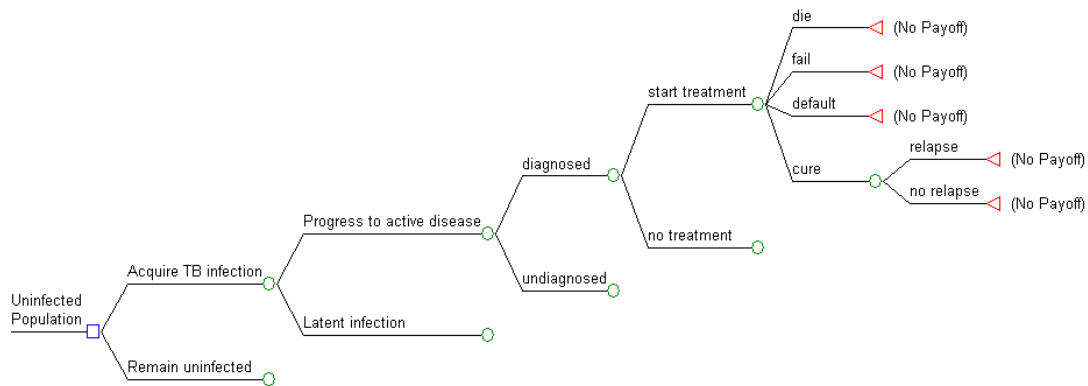 die
(No Payoff)
fail
(No Payoff)
start treatment
default
(No Payoff)
relapse
(No Payoff)
diagnosed
cure
no relapse
(No Payoff)
Progress to active disease
no treatment
Acquire TB infection
undiagnosed
Uninfected
Population
Latent infection
Remain uninfected